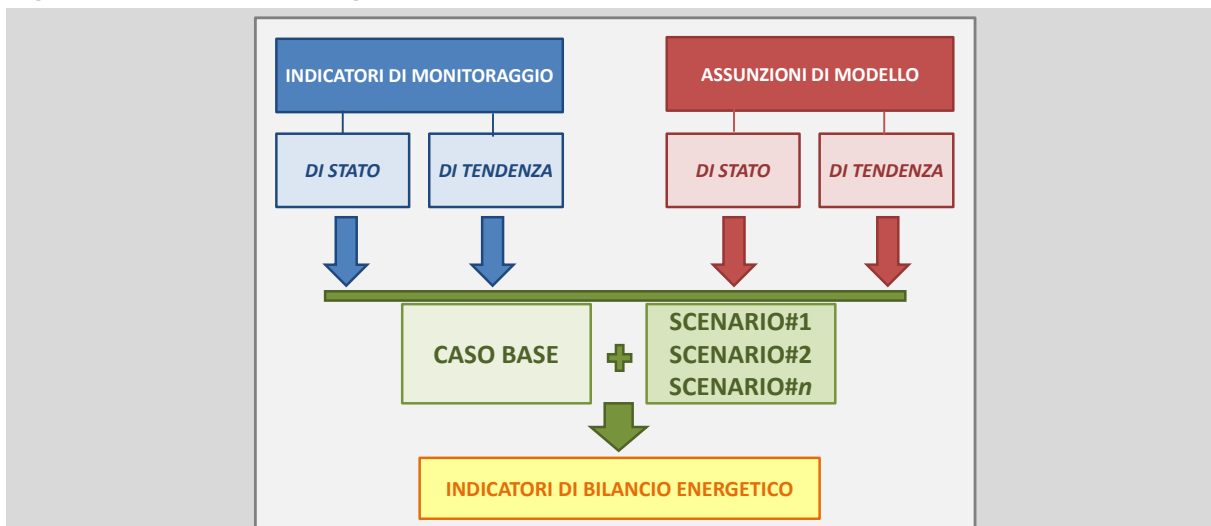 INDICATORI DI MONITORAGGIO
ASSUNZIONI DI MODELLO
DI STATO
DI TENDENZA
DI STATO
DI TENDENZA
CASO BASE
SCENARIO#1
SCENARIO#2
SCENARIO#n
INDICATORI DI BILANCIO ENERGETICO